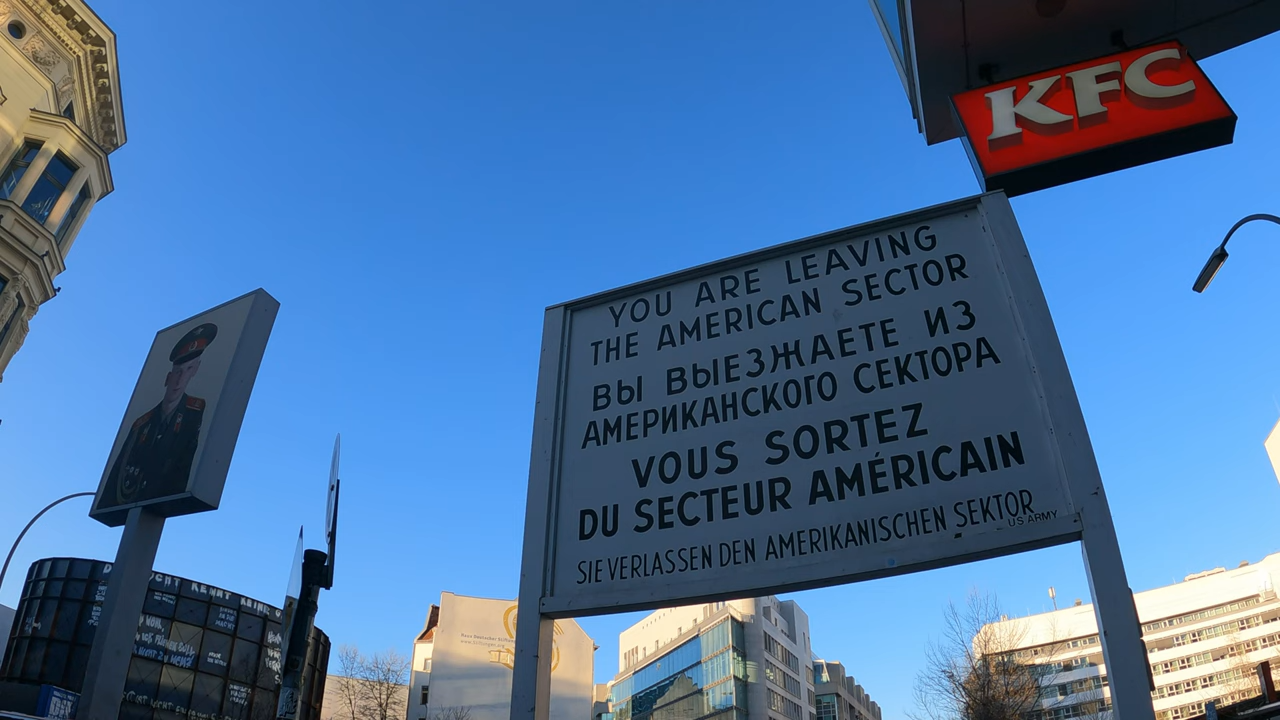 KFC
YOU ARE LEAVING
THE AMERICAN SECTOR
ВЫ ВЫЕЗЖАЕТЕ ИЗ
АМЕРИКАНСКОГО СЕКТОРА
VOUS SORTEZ
DU SECTEUR AMÉRICAIN
SIE VERLASSEN DEN AMERIKANISCHEN SEKTOR
US ARMY